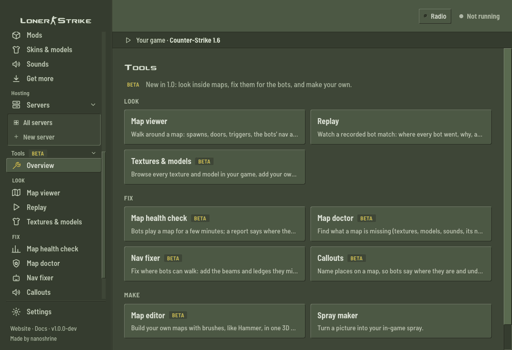 LONER STRIKE
Mods
Skins & models
Sounds
Get more
Hosting
Servers
All servers
New server
Tools BETA
Overview
LOOK
Map viewer
Replay
Textures & models
FIX
Map health check
Map doctor
Nav fixer
Callouts
Settings
Website · Docs · v1.0.0-dev
Made by nanoshrine
Radio
Not running
Your game · Counter-Strike 1.6
TOOLS
BETA New in 1.0: look inside maps, fix them for the bots, and make your own.
LOOK
Map viewer
Walk around a map: spawns, doors, triggers, the bots' nav a...
Replay
Watch a recorded bot match: where every bot went, why, a...
Textures & models BETA
Browse every texture and model in your game, add your ow...
FIX
Map health check BETA
Bots play a map for a few minutes; a report says where the...
Map doctor BETA
Find what a map is missing (textures, models, sounds, its n...
Nav fixer BETA
Fix where bots can walk: add the beams and ledges they mi...
Callouts BETA
Name places on a map, so bots say where they are and und...
MAKE
Map editor BETA
Build your own maps with brushes, like Hammer, in one 3D ...
Spray maker
Turn a picture into your in-game spray.